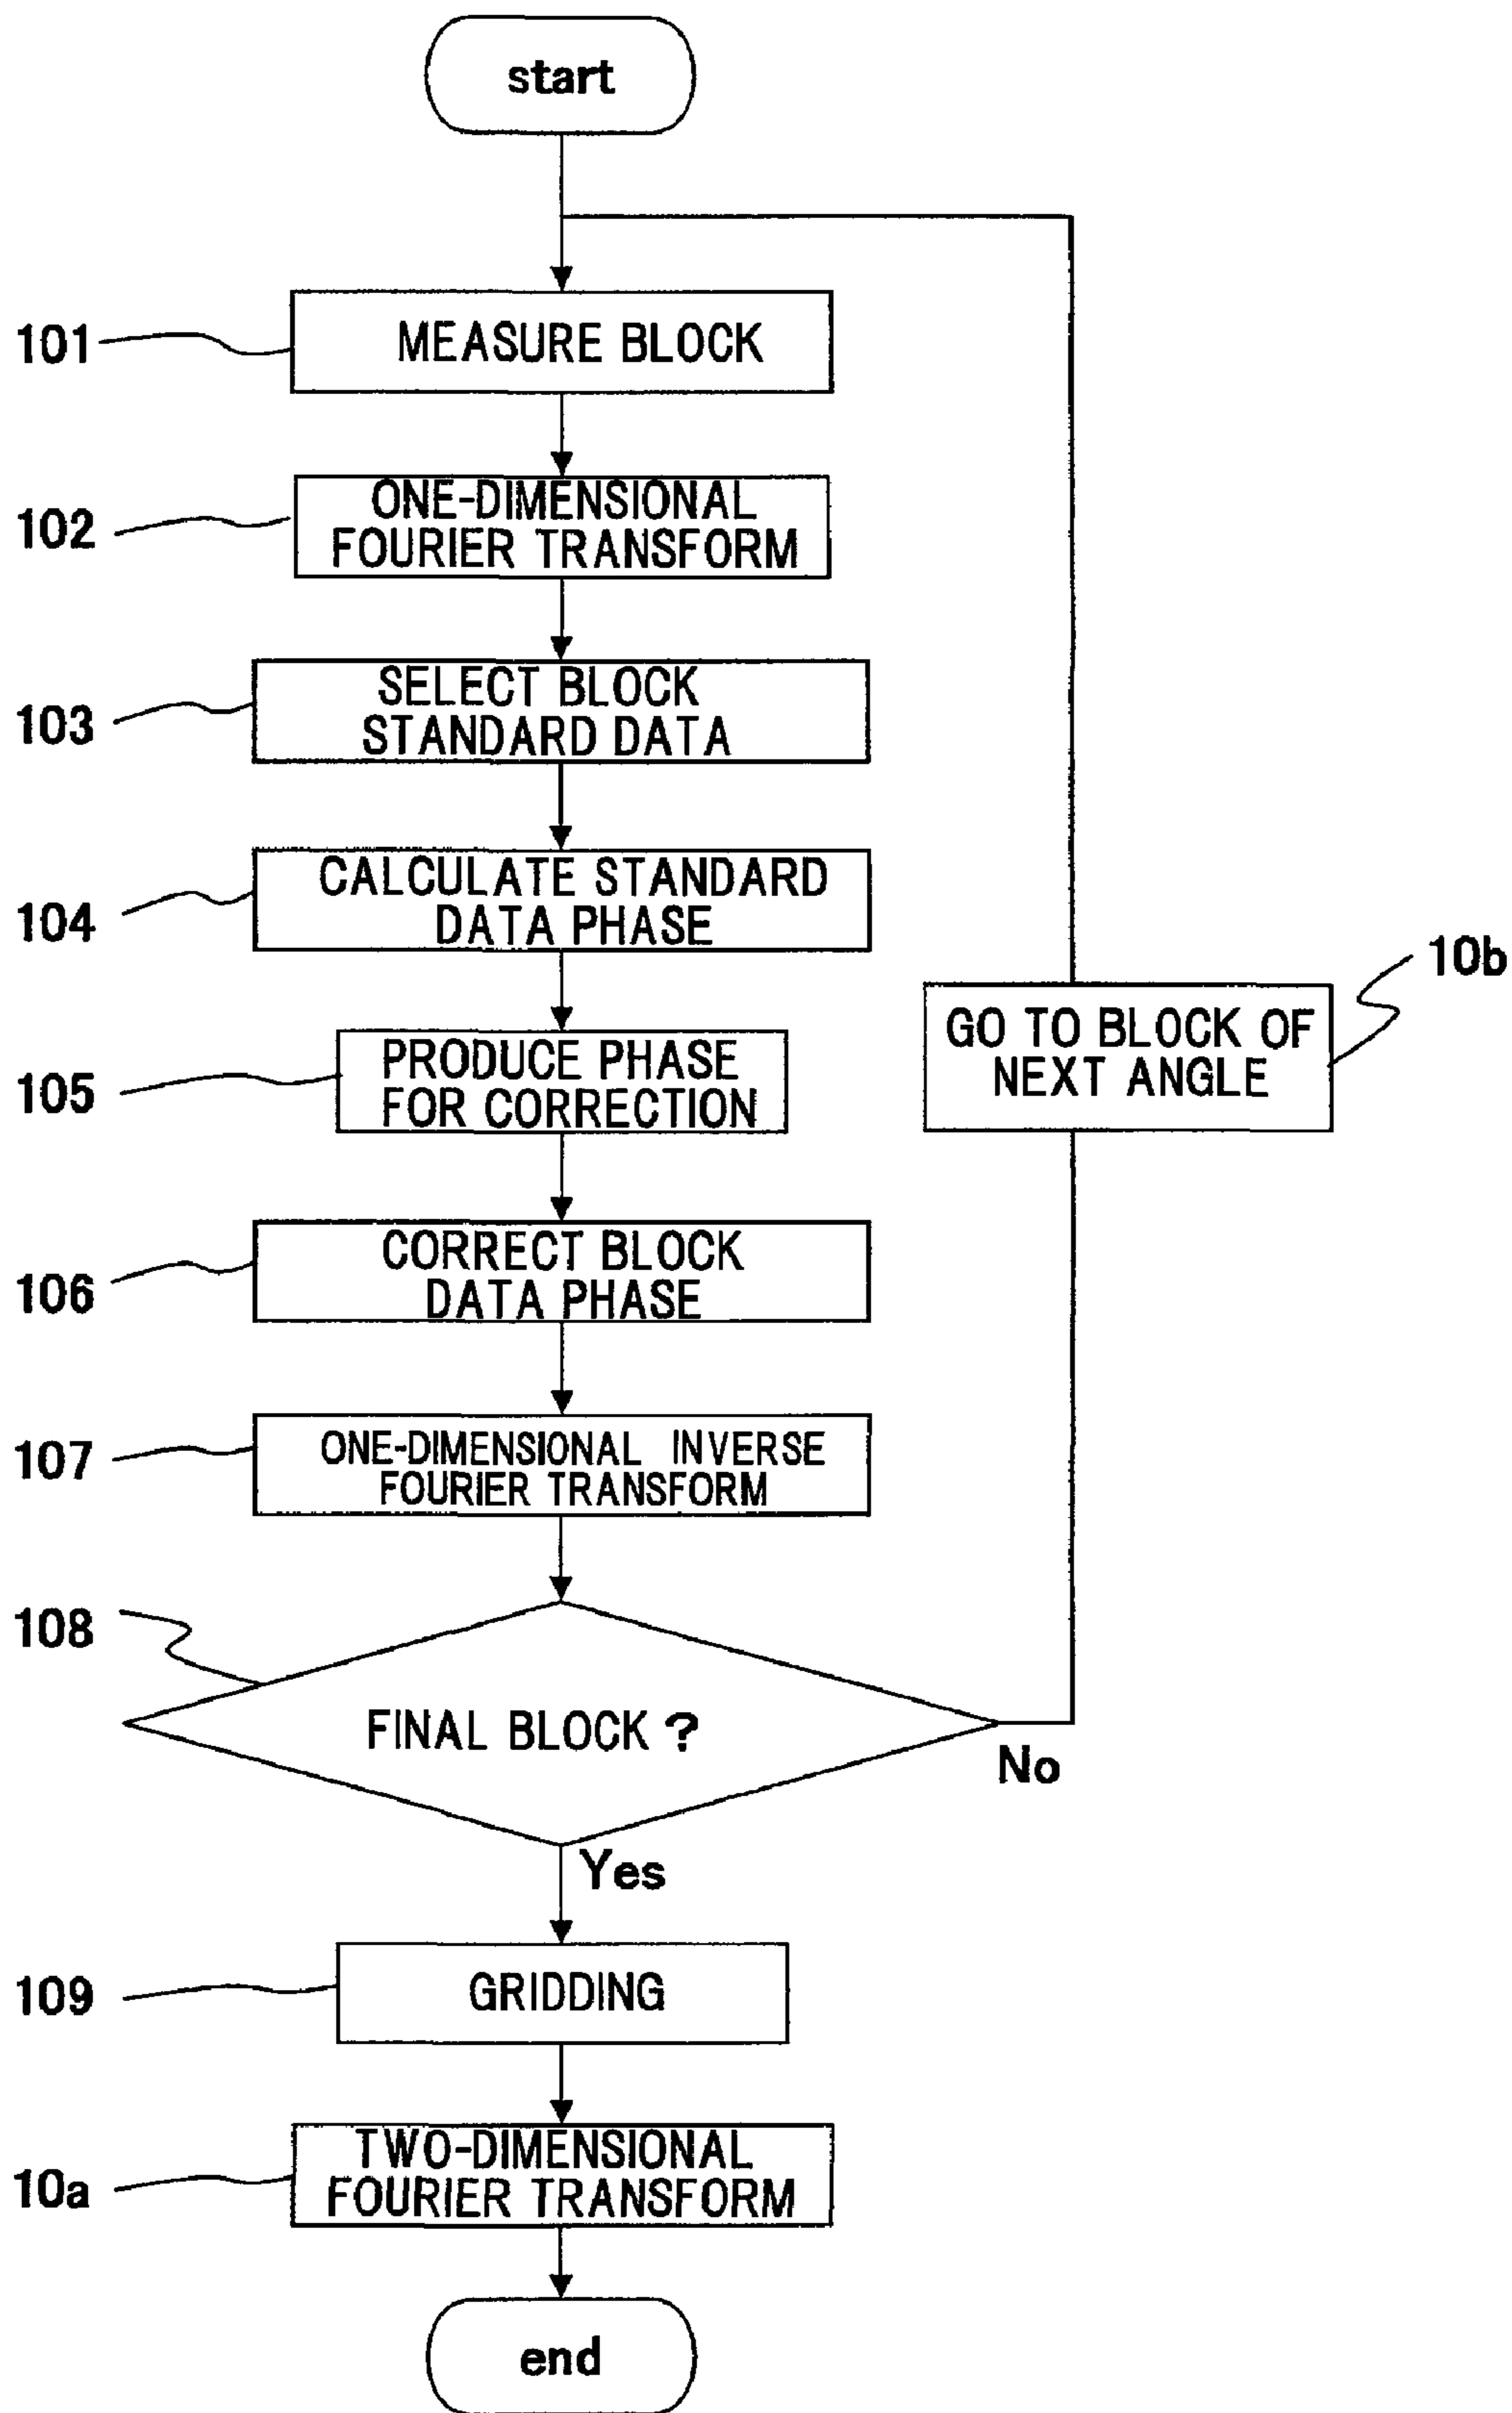 start
101
MEASURE BLOCK
102
ONE-DIMENSIONAL
FOURIER TRANSFORM
103
SELECT BLOCK
STANDARD DATA
104
CALCULATE STANDARD
DATA PHASE
10b
GO TO BLOCK OF
NEXT ANGLE
105
PRODUCE PHASE
FOR CORRECTION
106
CORRECT BLOCK
DATA PHASE
107
ONE-DIMENSIONAL INVERSE
FOURIER TRANSFORM
108
FINAL BLOCK ?
No
Yes
109
GRIDDING
10a
TWO-DIMENSIONAL
FOURIER TRANSFORM
end